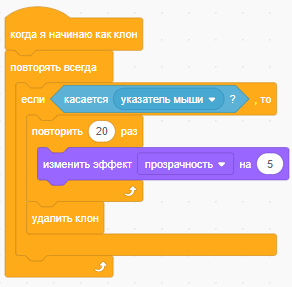 когда я начинаю как клон
повторять всегда
если касается указатель мыши ? , то
повторить 20 раз
изменить эффект прозрачность на 5
удалить клон